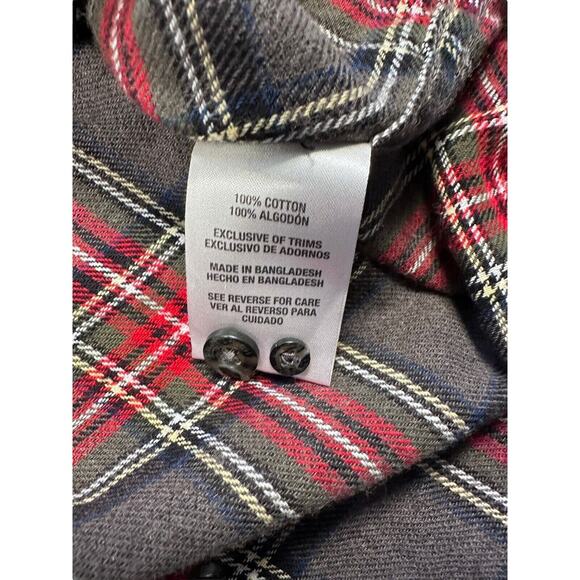 100% COTTON
100% ALGODÓN
EXCLUSIVE OF TRIMS
EXCLUSIVO DE ADORNOS
MADE IN BANGLADESH
HECHO EN BANGLADESH
SEE REVERSE FOR CARE
VER AL REVERSO PARA
CUIDADO